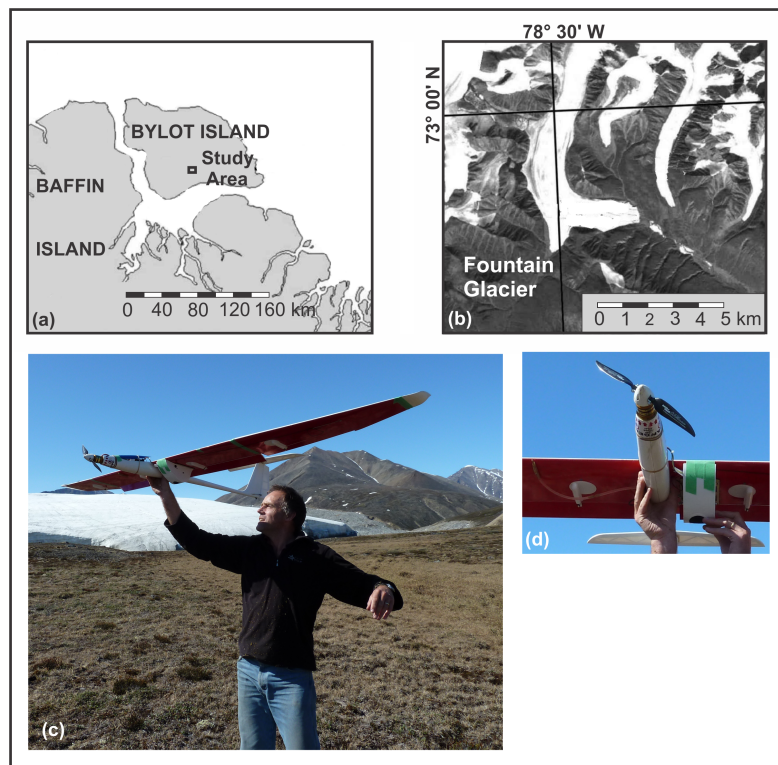 78° 30' W
73° 00' N
BYLOT ISLAND
Study
Area
BAFFIN
ISLAND
(a)
0 40 80 120 160 km
Fountain
Glacier
(b)
0 1 2 3 4 5 km
(c)
(d)